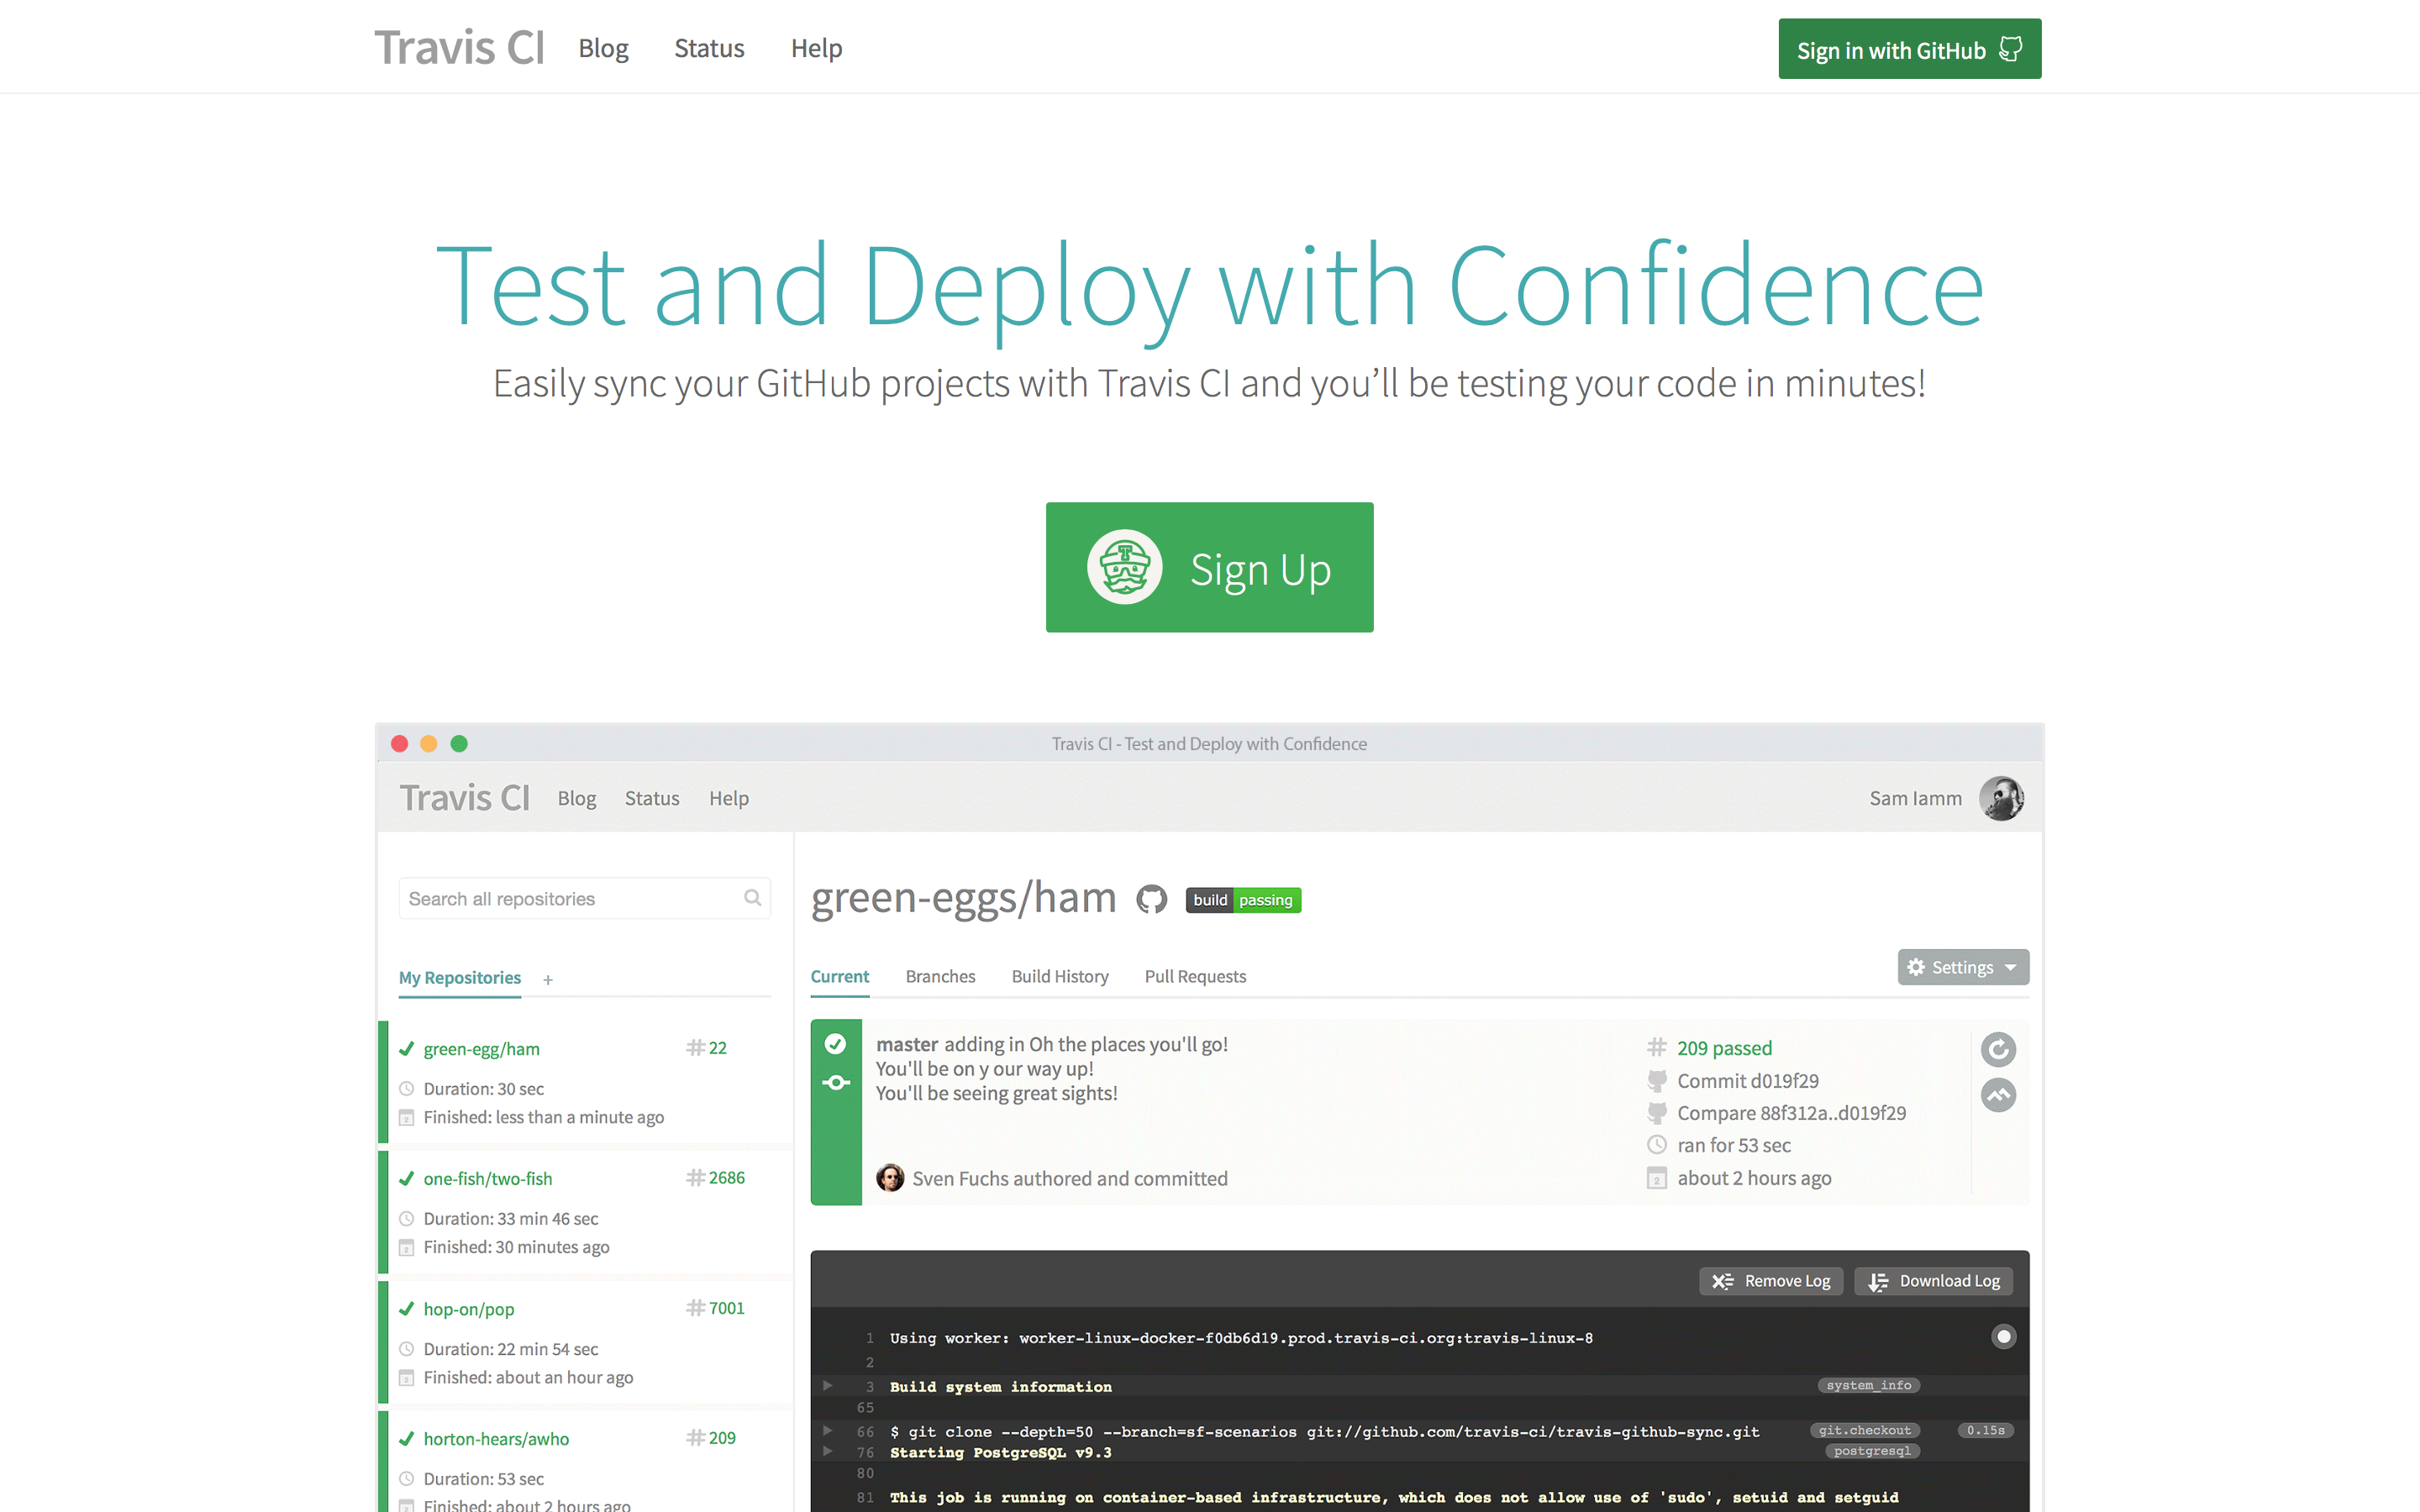 Travis CI Blog Status Help Sign in with GitHub
Test and Deploy with Confidence
Easily sync your GitHub projects with Travis CI and you’ll be testing your code in minutes!
Sign Up
Travis CI - Test and Deploy with Confidence
Travis CI Blog Status Help Sam Iamm
Search all repositories
My Repositories +
green-egg/ham #22
Duration: 30 sec
Finished: less than a minute ago
one-fish/two-fish #2686
Duration: 33 min 46 sec
Finished: 30 minutes ago
hop-on/pop #7001
Duration: 22 min 54 sec
Finished: about an hour ago
horton-hears/awho #209
Duration: 53 sec
Finished: about 2 hours ago
green-eggs/ham build passing
Current Branches Build History Pull Requests Settings
master adding in Oh the places you'll go!
You'll be on y our way up!
You'll be seeing great sights!
Sven Fuchs authored and committed
# 209 passed
Commit d019f29
Compare 88f312a..d019f29
ran for 53 sec
about 2 hours ago
Remove Log Download Log
1 Using worker: worker-linux-docker-f0db6d19.prod.travis-ci.org:travis-linux-8
2
3 Build system information system_info
65
66 $ git clone --depth=50 --branch=sf-scenarios git://github.com/travis-ci/travis-github-sync.git git.checkout 0.15s
76 Starting PostgreSQL v9.3 postgresql
80
81 This job is running on container-based infrastructure, which does not allow use of 'sudo', setuid and setguid